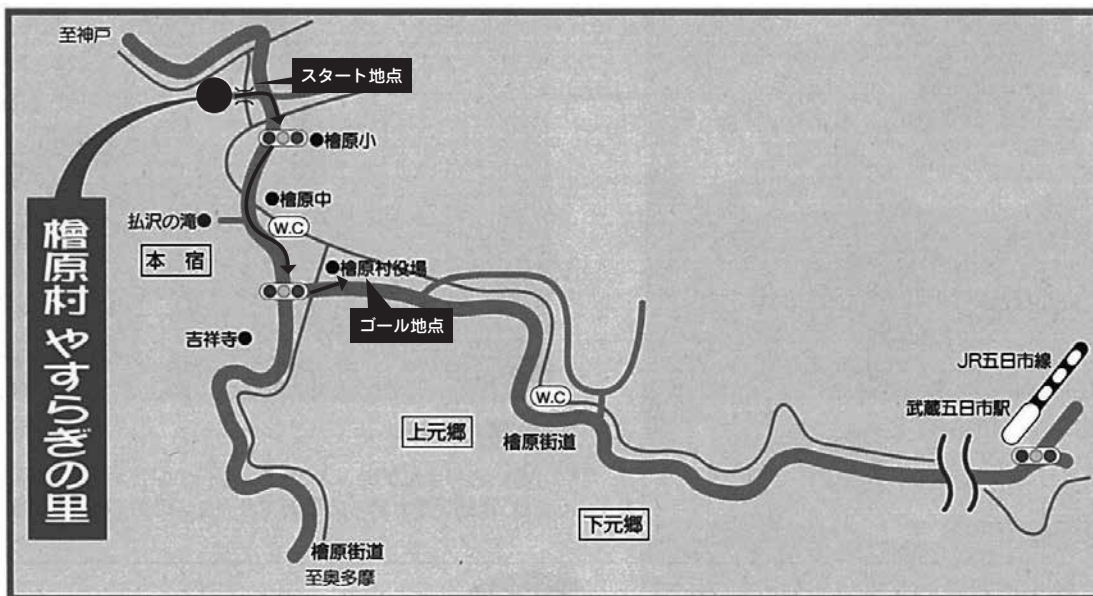 至神戸
スタート地点
檜原小
檜原中
払沢の滝
W.C
本 宿
檜原村役場
ゴール地点
吉祥寺
檜原村 やすらぎの里
JR五日市線
武蔵五日市駅
W.C
上元郷
檜原街道
下元郷
檜原街道
至奥多摩